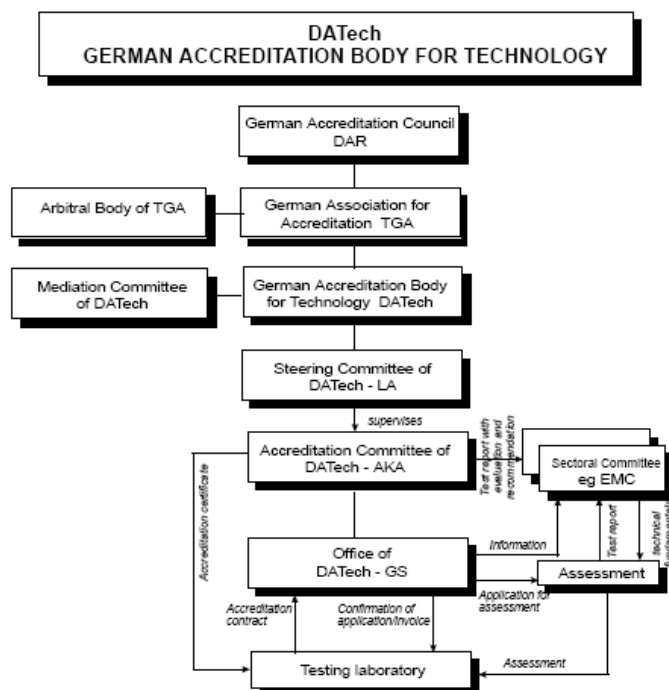 DATech
GERMAN ACCREDITATION BODY FOR TECHNOLOGY
German Accreditation Council
DAR
Arbitral Body of TGA
German Association for
Accreditation TGA
Mediation Committee
of DATech
German Accreditation Body
for Technology DATech
Steering Committee of
DATech - LA
supervises
Accreditation Committee of
DATech - AKA
Test report with
evaluation and
recommendation
Sectoral Committee
eg EMC
Accreditation certificate
Information
Test report
technical
fundamentals
Office of
DATech - GS
Assessment
Application for
assessment
Accreditation
contract
Confirmation of
application/invoice
Testing laboratory
Assessment